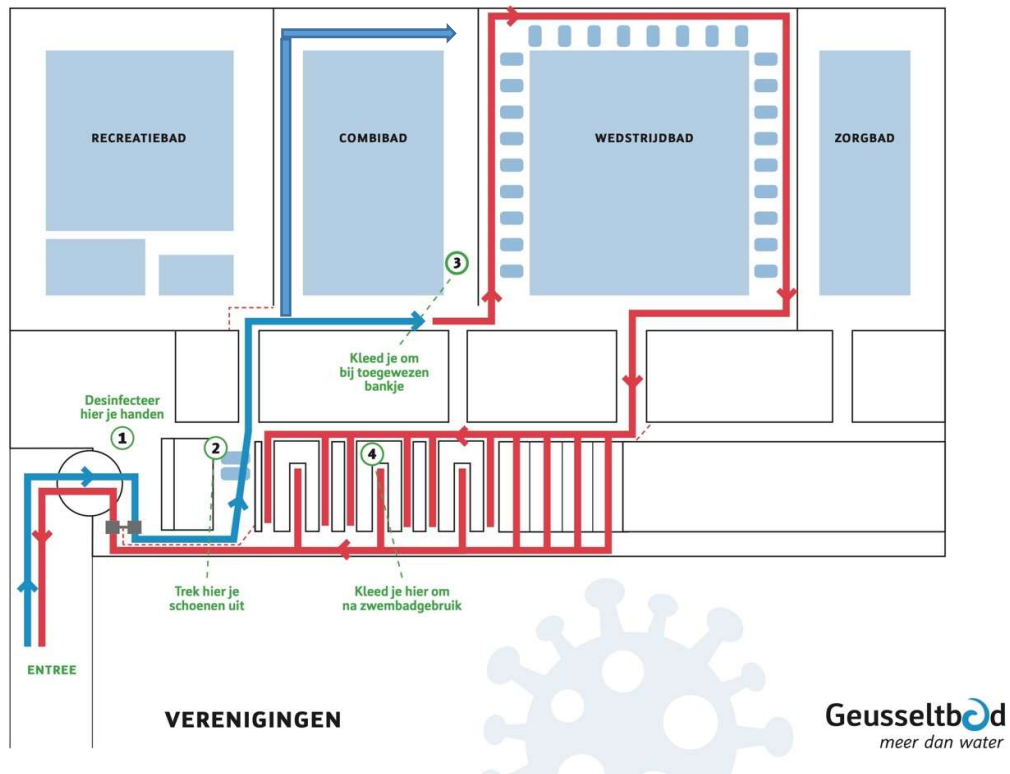 RECREATIEBAD
COMBIBAD
WEDSTRIJDBAD
ZORGBAD
3
Kleed je om
bij toegewezen
bankje
Desinfecteer
hier je handen
1
2
4
Trek hier je
schoenen uit
Kleed je hier om
na zwembadgebruik
ENTREE
VERENIGINGEN
Geusseltbad
meer dan water